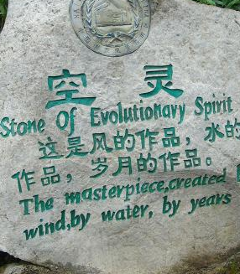 空 灵
Stone Of Evolutionary Spirit
这是风的作品，水的
作品，岁月的作品。
The masterpiece,created
wind,by water, by years